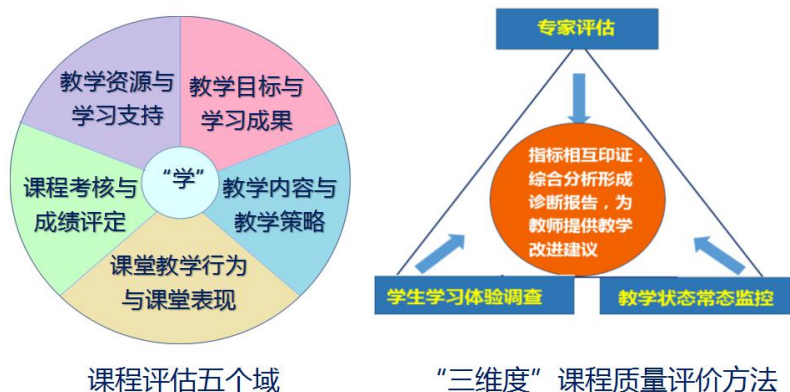 教学资源与
学习支持
教学目标与
学习成果
课程考核与
成绩评定
“学”
教学内容与
教学策略
课堂教学行为
与课堂表现
课程评估五个域
专家评估
指标相互印证，
综合分析形成
诊断报告，为
教师提供教学
改进建议
学生学习体验调查
教学状态常态监控
“三维度”课程质量评价方法